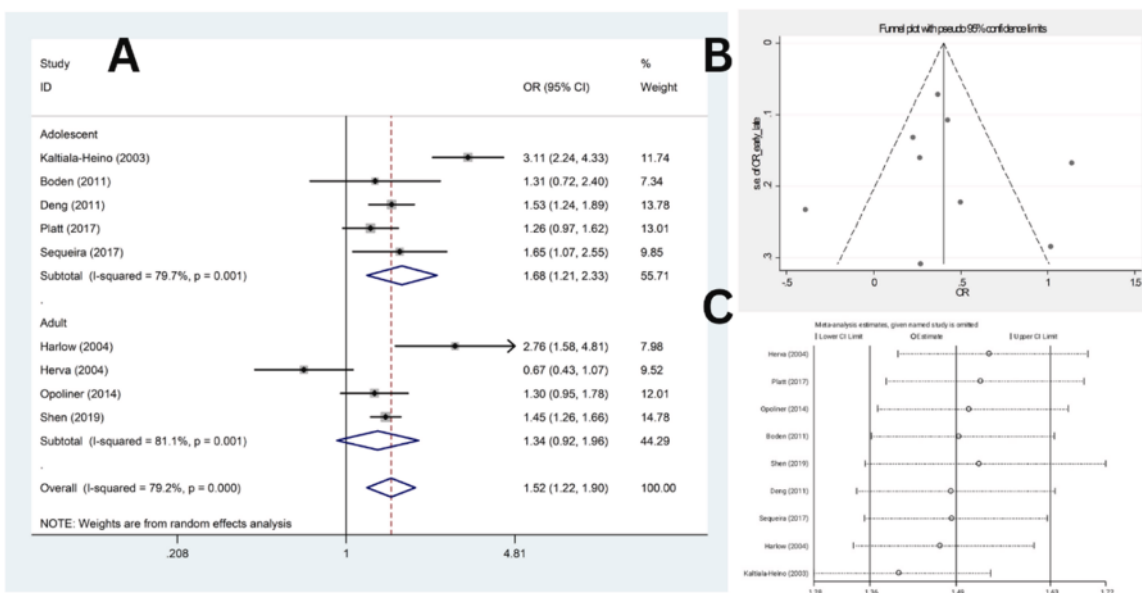 A
Study %
ID OR (95% CI) Weight
Adolescent
Kaltiala-Heino (2003) 3.11 (2.24, 4.33) 11.74
Boden (2011) 1.31 (0.72, 2.40) 7.34
Deng (2011) 1.53 (1.24, 1.89) 13.78
Platt (2017) 1.26 (0.97, 1.62) 13.01
Sequeira (2017) 1.65 (1.07, 2.55) 9.85
Subtotal (I-squared = 79.7%, p = 0.001) 1.68 (1.21, 2.33) 55.71
.
Adult
Harlow (2004) 2.76 (1.58, 4.81) 7.98
Herva (2004) 0.67 (0.43, 1.07) 9.52
Opoliner (2014) 1.30 (0.95, 1.78) 12.01
Shen (2019) 1.45 (1.26, 1.66) 14.78
Subtotal (I-squared = 81.1%, p = 0.001) 1.34 (0.92, 1.96) 44.29
.
Overall (I-squared = 79.2%, p = 0.000) 1.52 (1.22, 1.90) 100.00
NOTE: Weights are from random effects analysis
.208 1 4.81
B
Funnel plot with pseudo 95% confidence limits
s.e. of OR_early_late
0
.1
.2
.3
-.5 0 .5 1 1.5
OR
C
Meta-analysis estimates, given named study is omitted
Lower CI Limit Estimate Upper CI Limit
Herva (2004)
Platt (2017)
Opoliner (2014)
Boden (2011)
Shen (2019)
Deng (2011)
Sequeira (2017)
Harlow (2004)
Kaltiala-Heino (2003)
1.36